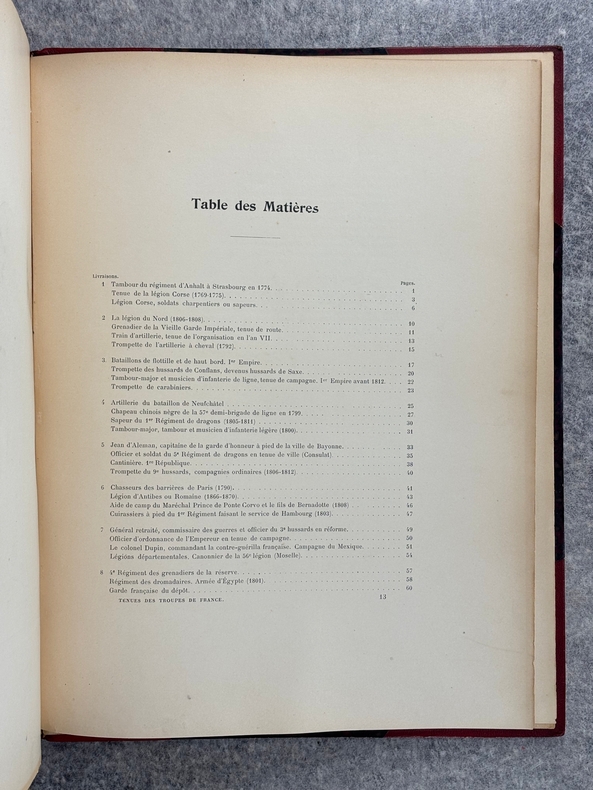 Table des Matières
Livraisons. Pages.
1 Tambour du régiment d'Anhalt à Strasbourg en 1774. 1
Tenue de la légion Corse (1769-1775). 3
Légion Corse, soldats charpentiers ou sapeurs. 6
2 La légion du Nord (1806-1808). 10
Grenadier de la Vieille Garde Impériale, tenue de route. 11
Train d'artillerie, tenue de l'organisation en l'an VII. 13
Trompette de l'artillerie à cheval (1792). 15
3 Bataillons de flottille et de haut bord. 1er Empire. 17
Trompette des hussards de Conflans, devenus hussards de Saxe. 20
Tambour-major et musicien d'infanterie de ligne, tenue de campagne. 1er Empire avant 1812. 22
Trompette de carabiniers. 23
4 Artillerie du bataillon de Neufchâtel 25
Chapeau chinois nègre de la 57e demi-brigade de ligne en 1799. 27
Sapeur du 1er Régiment de dragons (1805-1811) 30
Tambour-major, tambour et musicien d'infanterie légère (1800). 31
5 Jean d'Alesman, capitaine de la garde d'honneur à pied de la ville de Bayonne. 33
Officier et soldat du 5e Régiment de dragons en tenue de ville (Consulat). 35
Cantinière. 1re République. 38
Trompette du 9e hussards, compagnies ordinaires (1806-1812) 40
6 Chasseurs des barrières de Paris (1790). 41
Légion d'Antibes ou Romaine (1866-1870). 43
Aide de camp du Maréchal Prince de Ponte Corvo et le fils de Bernadotte (1808) 46
Cuirassiers à pied du 1er Régiment faisant le service de Hambourg (1803). 47
7 Général retraité, commissaire des guerres et officier du 3e hussards en réforme. 49
Officier d'ordonnance de l'Empereur en tenue de campagne. 50
Le colonel Dupin, commandant la contre-guérilla française. Campagne du Mexique. 51
Légions départementales. Canonnier de la 56e légion (Moselle). 54
8 4e Régiment des grenadiers de la réserve. 57
Régiment des dromadaires. Armée d'Égypte (1801). 58
Garde française du dépôt. 60
TENUES DES TROUPES DE FRANCE. 13